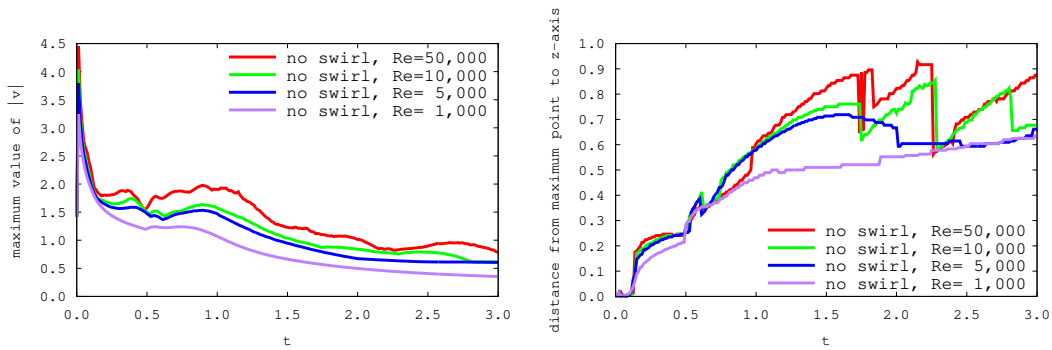 maximum value of |v|
4.5
4.0
3.5
3.0
2.5
2.0
1.5
1.0
0.5
0.0
no swirl, Re=50,000
no swirl, Re=10,000
no swirl, Re= 5,000
no swirl, Re= 1,000
0.0 0.5 1.0 1.5 2.0 2.5 3.0
t
distance from maximum point to z-axis
1.0
0.9
0.8
0.7
0.6
0.5
0.4
0.3
0.2
0.1
0.0
no swirl, Re=50,000
no swirl, Re=10,000
no swirl, Re= 5,000
no swirl, Re= 1,000
0.0 0.5 1.0 1.5 2.0 2.5 3.0
t